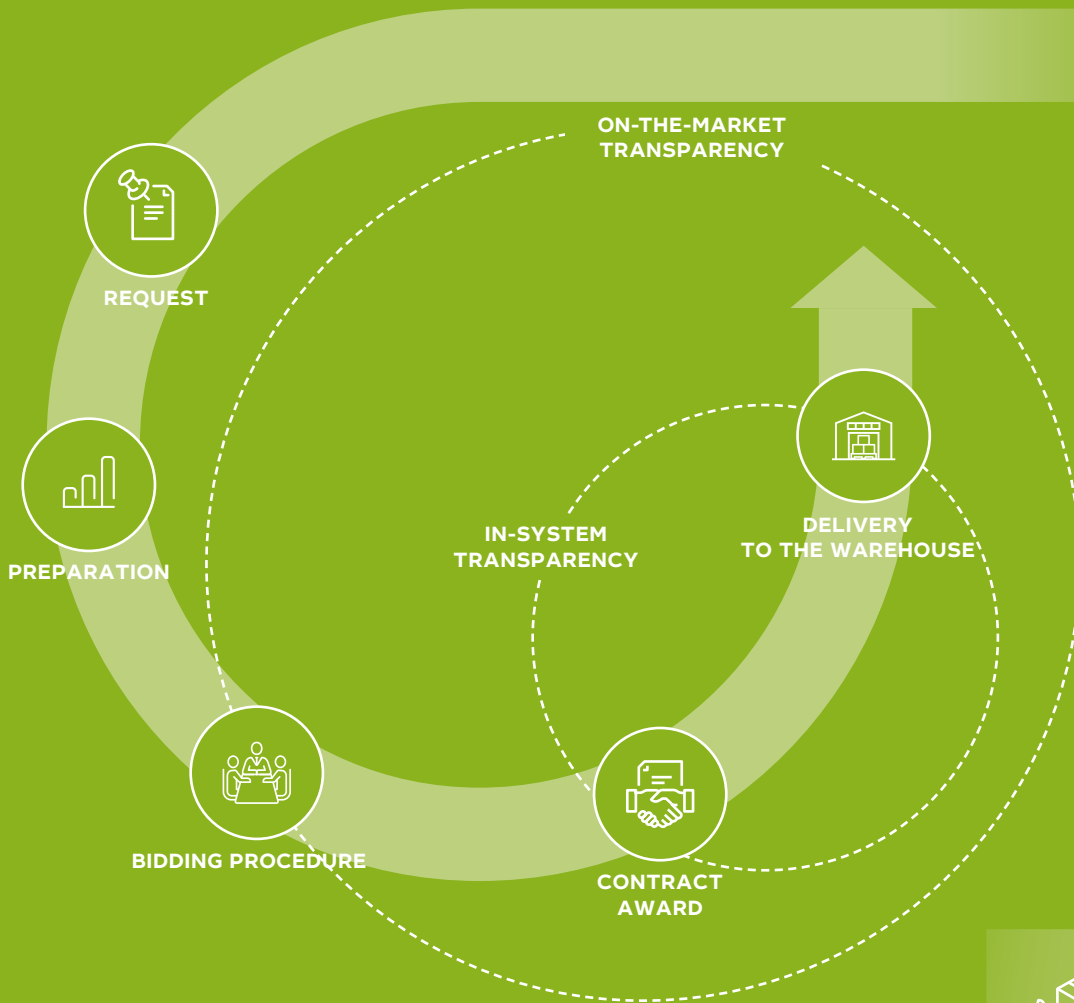 ON-THE-MARKET
TRANSPARENCY
REQUEST
PREPARATION
IN-SYSTEM
TRANSPARENCY
DELIVERY
TO THE WAREHOUSE
BIDDING PROCEDURE
CONTRACT
AWARD